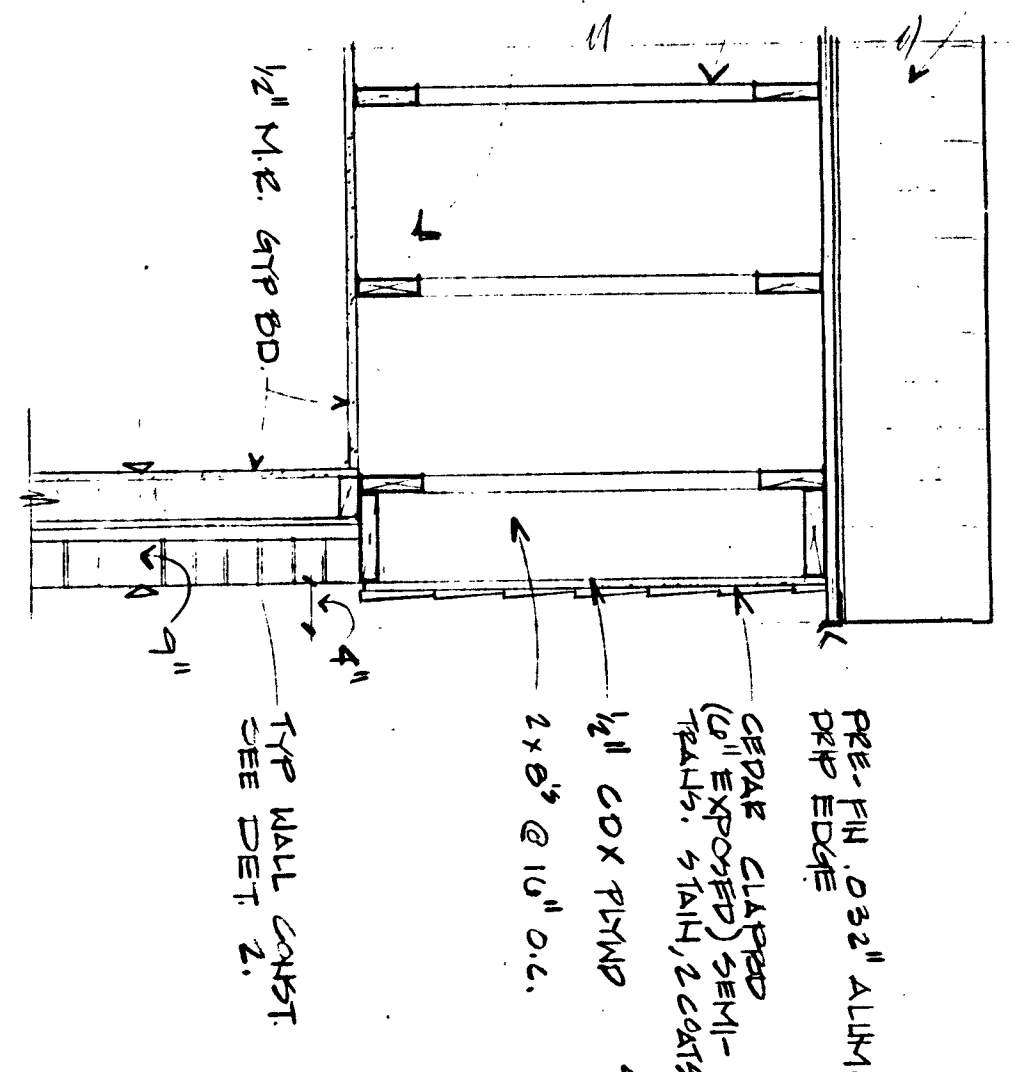 PRE-FIN .032" ALUM.
DRIP EDGE
CEDAR CLAPBD
(6" EXPOSED) SEMI-
TRANS. STAIN, 2 COATS
1/2" CDX PLYWD
2 x 8's @ 16" O.C.
TYP WALL CONST.
SEE DET. 2.
4"
9"
1/2" M.R. GYP BD.